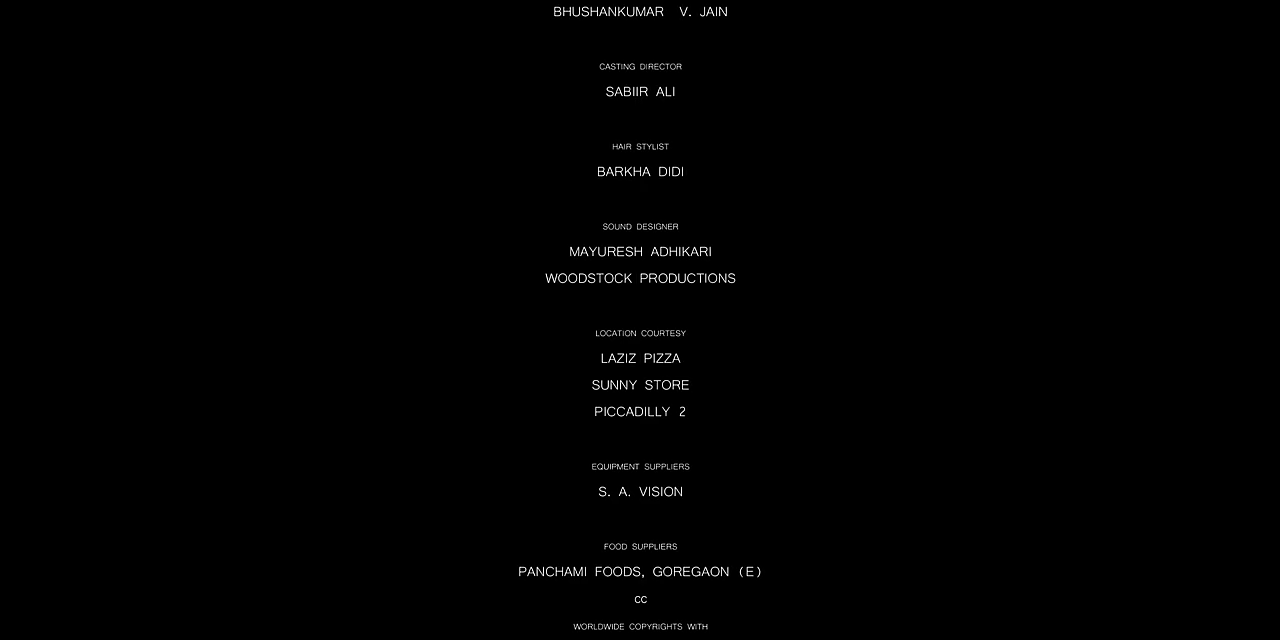 BHUSHANKUMAR V. JAIN
CASTING DIRECTOR
SABIIR ALI
HAIR STYLIST
BARKHA DIDI
SOUND DESIGNER
MAYURESH ADHIKARI
WOODSTOCK PRODUCTIONS
LOCATION COURTESY
LAZIZ PIZZA
SUNNY STORE
PICCADILLY 2
EQUIPMENT SUPPLIERS
S. A. VISION
FOOD SUPPLIERS
PANCHAMI FOODS, GOREGAON (E)
cc
WORLDWIDE COPYRIGHTS WITH